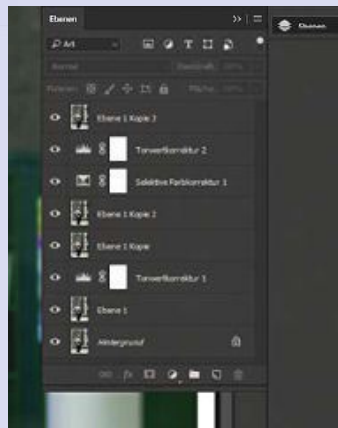 Ebenen
Ebenen
Art
Ebene 1 Kopie 3
Tonwertkorrektur 2
Selektive Farbkorrektur 1
Ebene 1 Kopie 2
Ebene 1 Kopie
Tonwertkorrektur 1
Ebene 1
Hintergrund